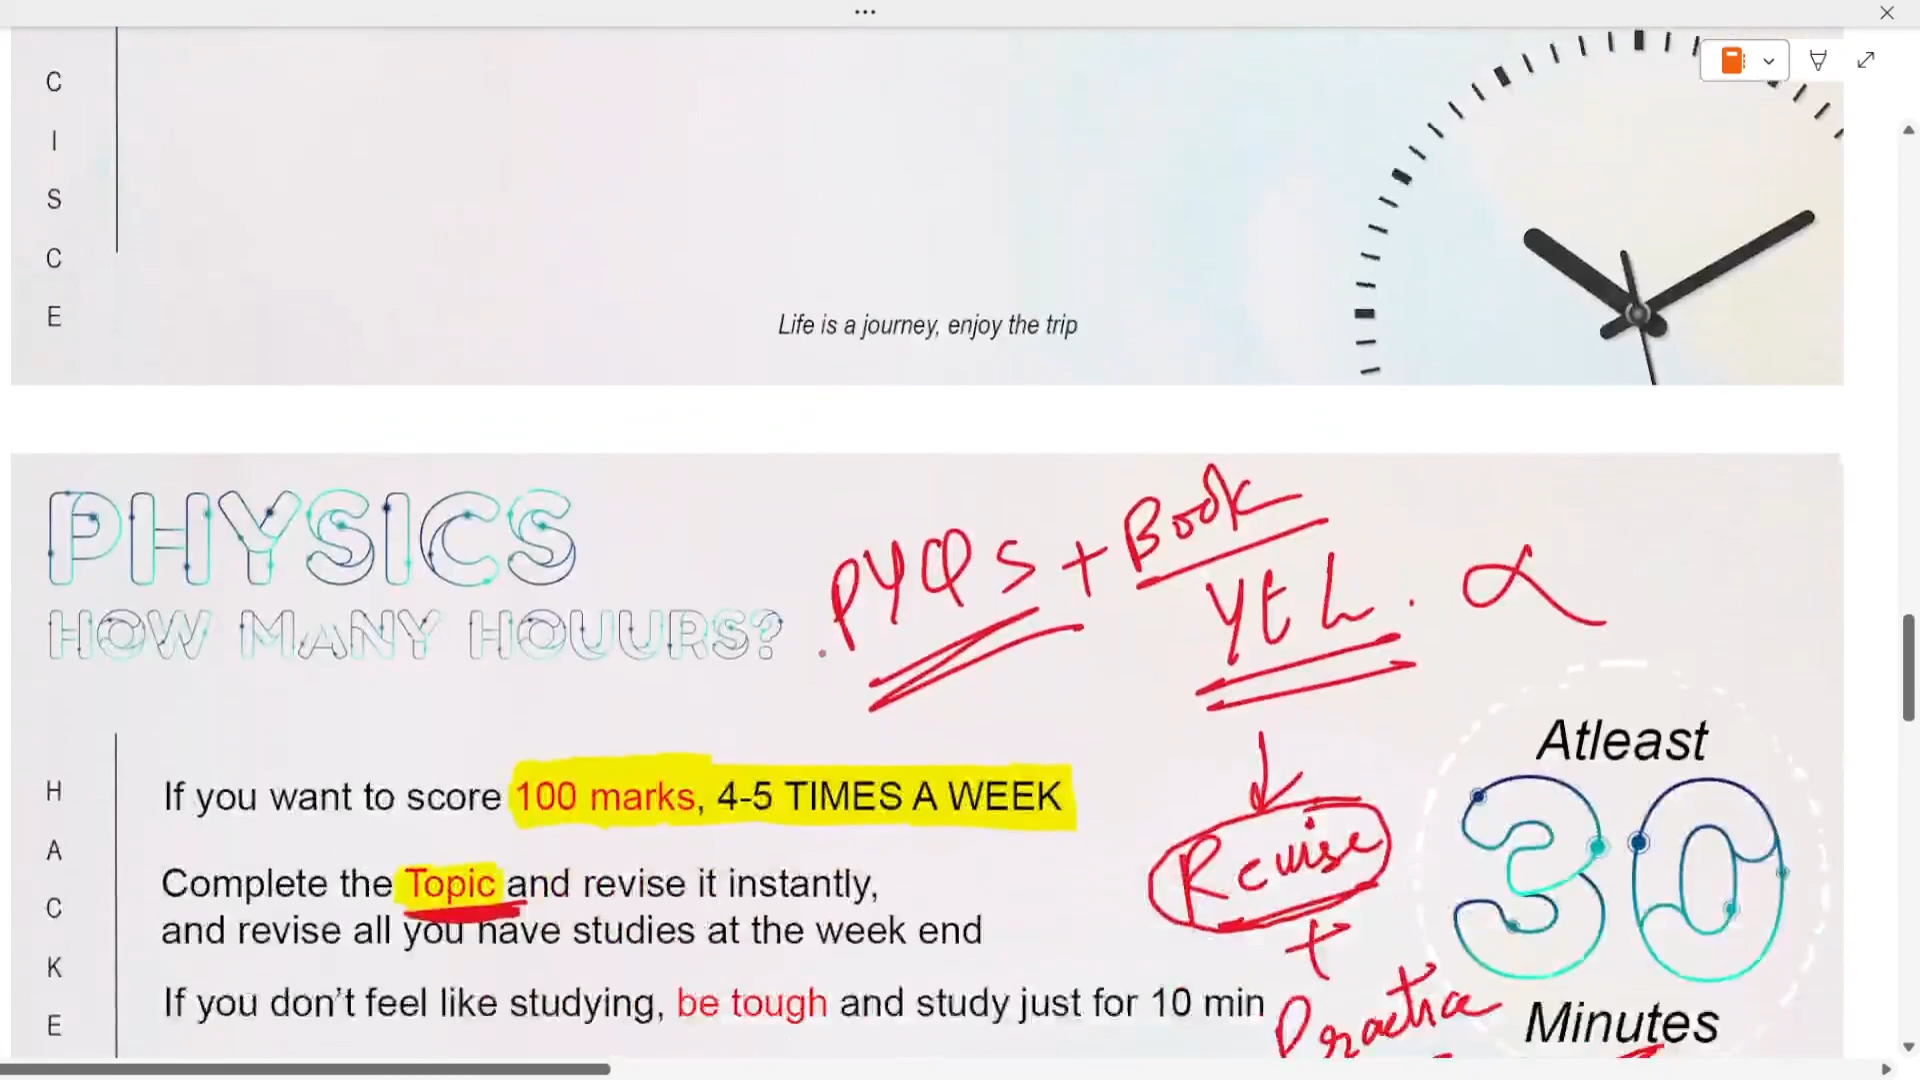 C
I
S
C
E
Life is a journey, enjoy the trip
PHYSICS
HOW MANY HOUURS?
PYQS + Book
Yth. α
Revise
+
Practice
If you want to score 100 marks, 4-5 TIMES A WEEK
Complete the Topic and revise it instantly,
and revise all you have studies at the week end
If you don't feel like studying, be tough and study just for 10 min
Atleast
30
Minutes
H
A
C
K
E